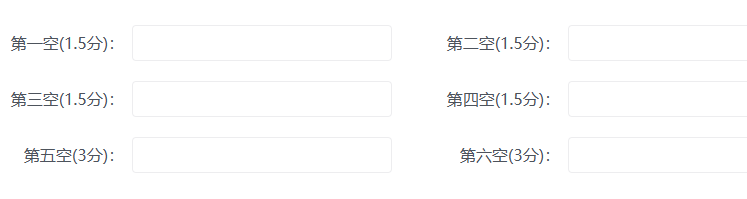 第一空(1.5分)： 第二空(1.5分)：
第三空(1.5分)： 第四空(1.5分)：
第五空(3分)： 第六空(3分)：